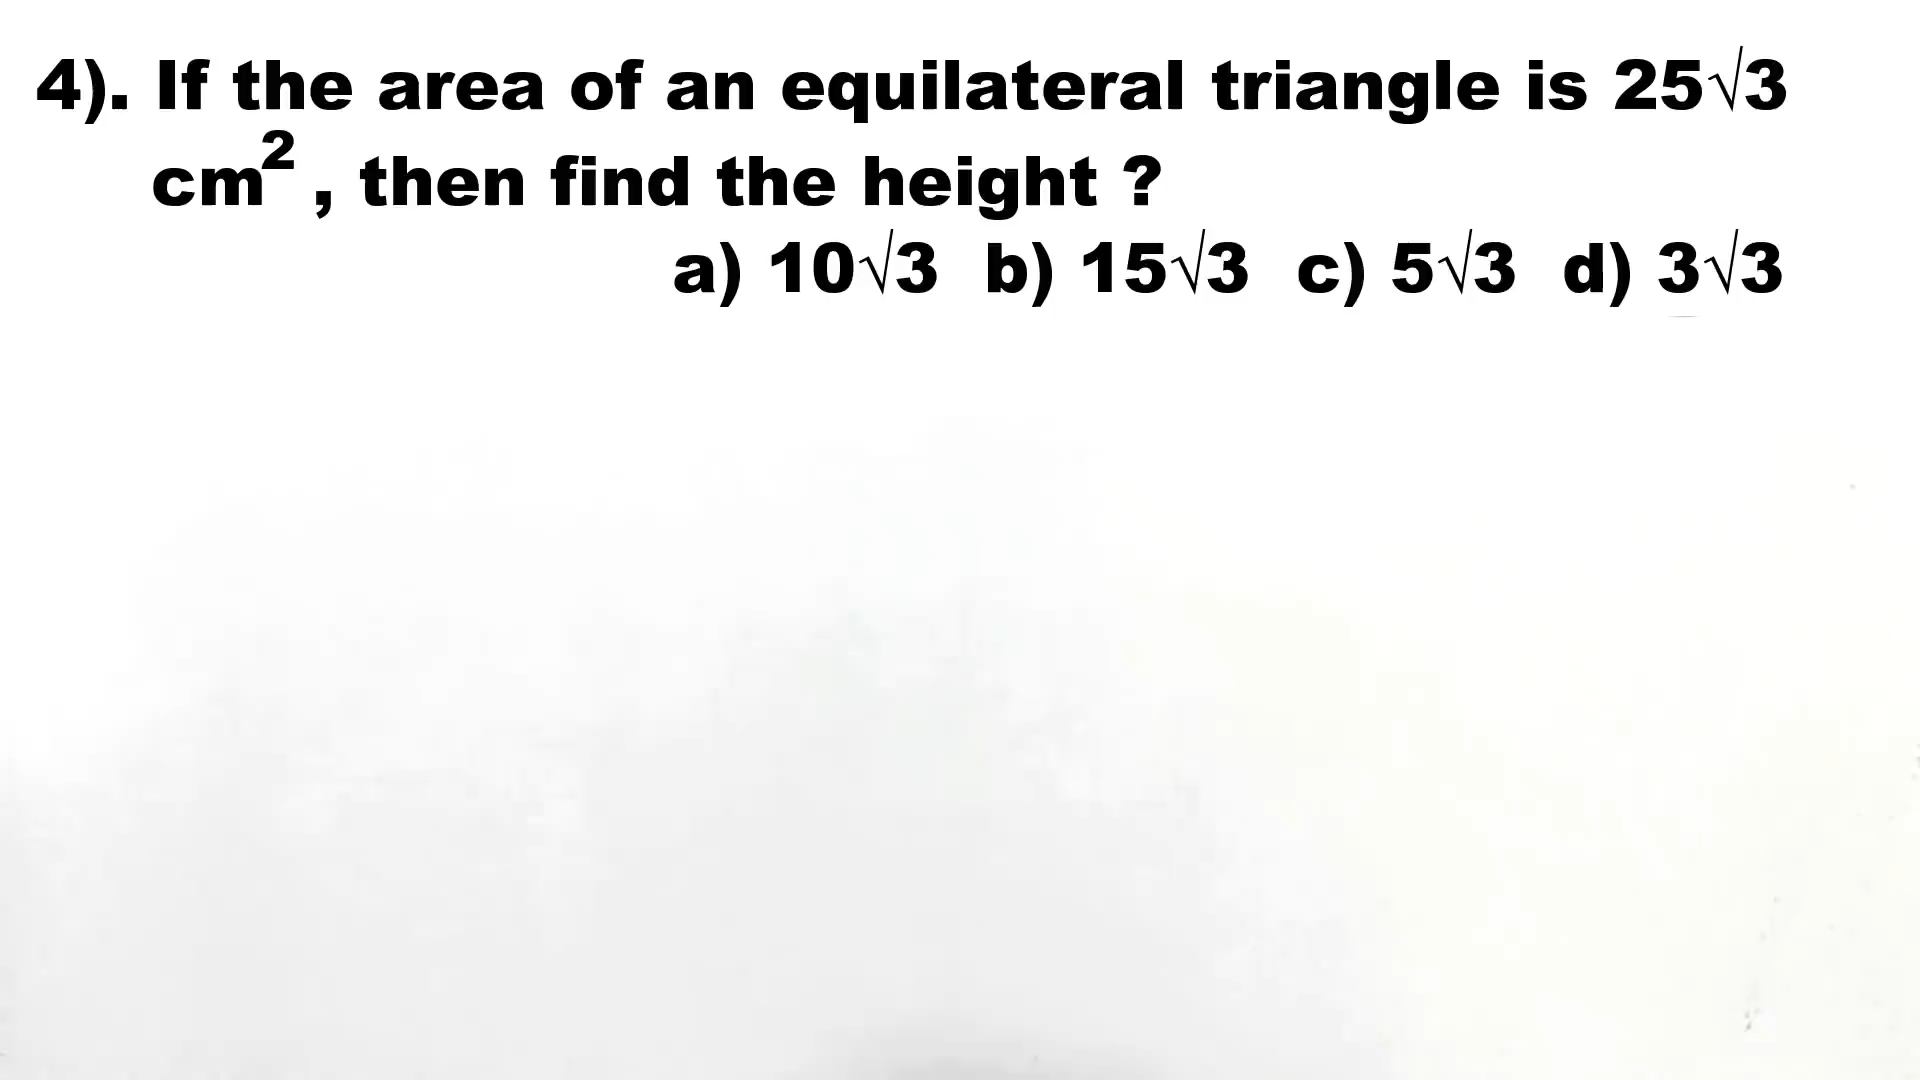 4). If the area of an equilateral triangle is 25√3
cm² , then find the height ?
a) 10√3 b) 15√3 c) 5√3 d) 3√3